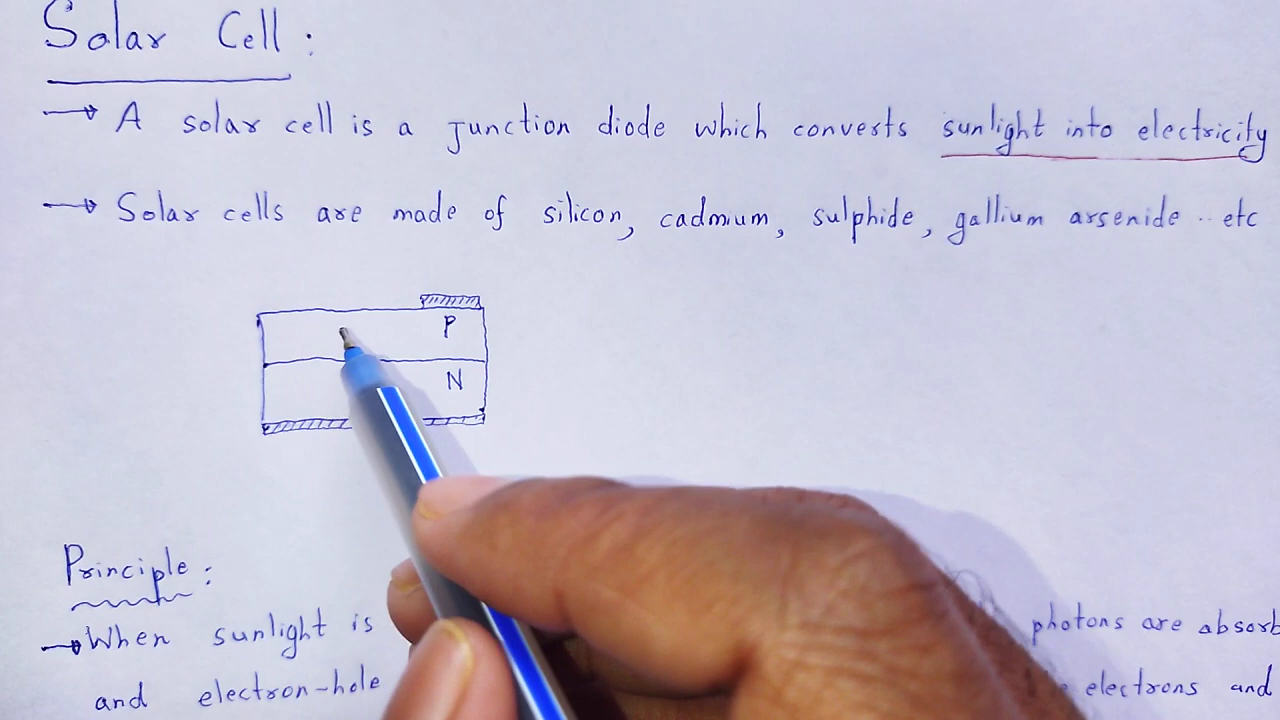 Solar Cell :
→ A solar cell is a junction diode which converts sunlight into electricity
→ Solar cells are made of silicon, cadmium, sulphide, gallium arsenide .. etc
P
N
Principle :
→ When sunlight is photons are absorb
and electron-hole electrons and